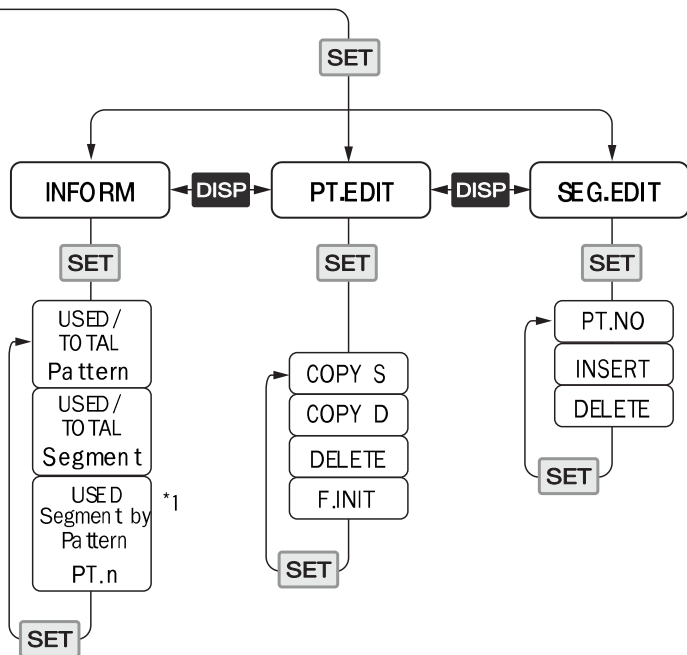 SET
INFORM
DISP
PT.EDIT
DISP
SEG.EDIT
SET
SET
SET
USED/
TOTAL
Pattern
USED/
TOTAL
Segment
USED
Segment by
Pattern
PT.n
*1
SET
COPY S
COPY D
DELETE
F.INIT
SET
PT.NO
INSERT
DELETE
SET